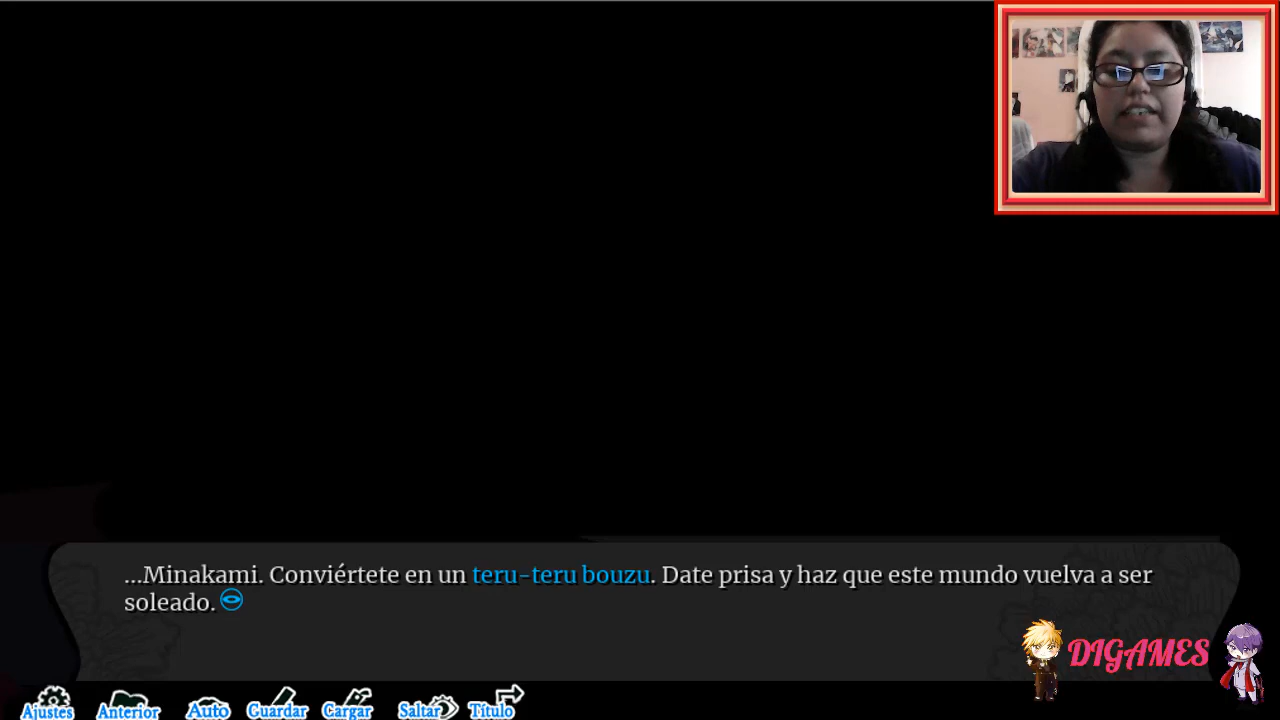 ...Minakami. Conviértete en un teru-teru bouzu. Date prisa y haz que este mundo vuelva a ser
soleado.
DIGAMES
Ajustes Anterior Auto Guardar Cargar Saltar Título